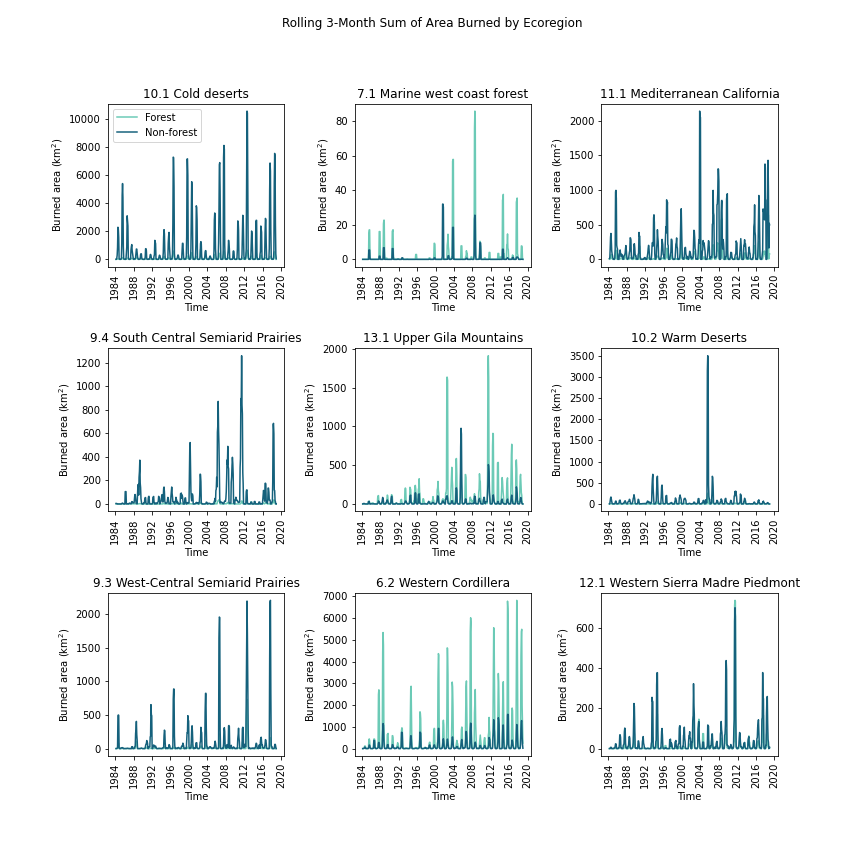 Rolling 3-Month Sum of Area Burned by Ecoregion
10.1 Cold deserts
Forest
Non-forest
Burned area (km²)
10000
8000
6000
4000
2000
0
1984 1988 1992 1996 2000 2004 2008 2012 2016 2020
Time
7.1 Marine west coast forest
Burned area (km²)
80
60
40
20
0
1984 1988 1992 1996 2000 2004 2008 2012 2016 2020
Time
11.1 Mediterranean California
Burned area (km²)
2000
1500
1000
500
0
1984 1988 1992 1996 2000 2004 2008 2012 2016 2020
Time
9.4 South Central Semiarid Prairies
Burned area (km²)
1200
1000
800
600
400
200
0
1984 1988 1992 1996 2000 2004 2008 2012 2016 2020
Time
13.1 Upper Gila Mountains
Burned area (km²)
2000
1500
1000
500
0
1984 1988 1992 1996 2000 2004 2008 2012 2016 2020
Time
10.2 Warm Deserts
Burned area (km²)
3500
3000
2500
2000
1500
1000
500
0
1984 1988 1992 1996 2000 2004 2008 2012 2016 2020
Time
9.3 West-Central Semiarid Prairies
Burned area (km²)
2000
1500
1000
500
0
1984 1988 1992 1996 2000 2004 2008 2012 2016 2020
Time
6.2 Western Cordillera
Burned area (km²)
7000
6000
5000
4000
3000
2000
1000
0
1984 1988 1992 1996 2000 2004 2008 2012 2016 2020
Time
12.1 Western Sierra Madre Piedmont
Burned area (km²)
600
400
200
0
1984 1988 1992 1996 2000 2004 2008 2012 2016 2020
Time